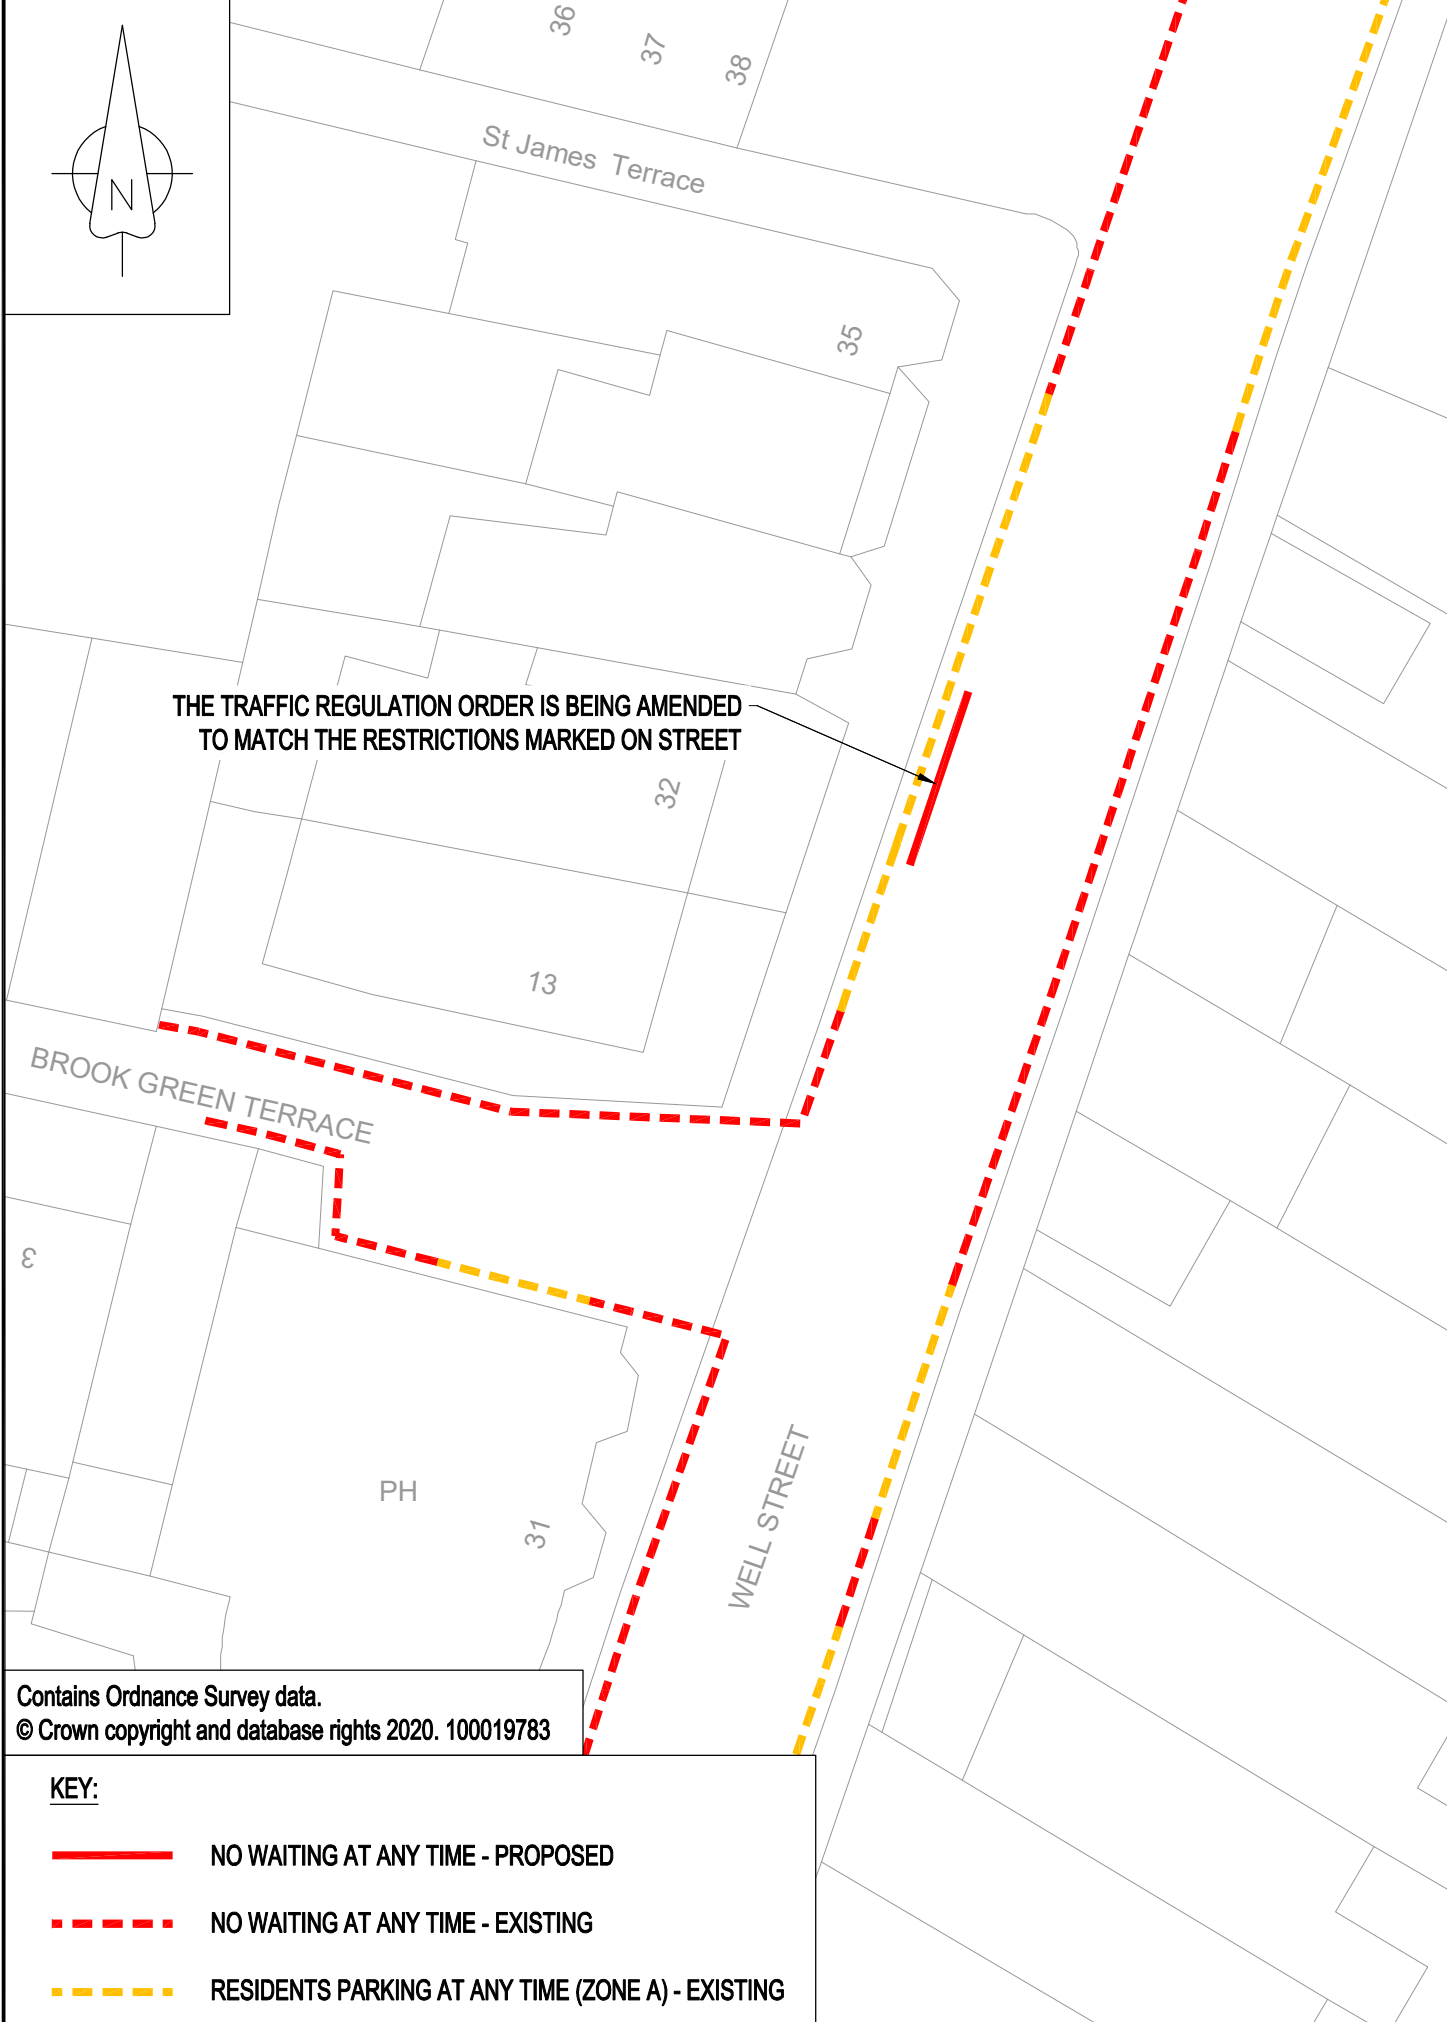 36
37
38
N
St James Terrace
35
THE TRAFFIC REGULATION ORDER IS BEING AMENDED
TO MATCH THE RESTRICTIONS MARKED ON STREET
32
13
BROOK GREEN TERRACE
3
PH
31
WELL STREET
Contains Ordnance Survey data.
© Crown copyright and database rights 2020. 100019783
KEY:
NO WAITING AT ANY TIME - PROPOSED
NO WAITING AT ANY TIME - EXISTING
RESIDENTS PARKING AT ANY TIME (ZONE A) - EXISTING